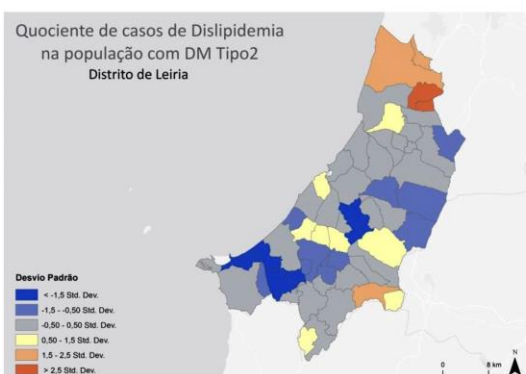 Quociente de casos de Dislipidemia
na população com DM Tipo2
Distrito de Leiria
Desvio Padrão
< -1,5 Std. Dev.
-1,5 - -0,50 Std. Dev.
-0,50 - 0,50 Std. Dev.
0,50 - 1,5 Std. Dev.
1,5 - 2,5 Std. Dev.
> 2,5 Std. Dev.
0 8 km
N